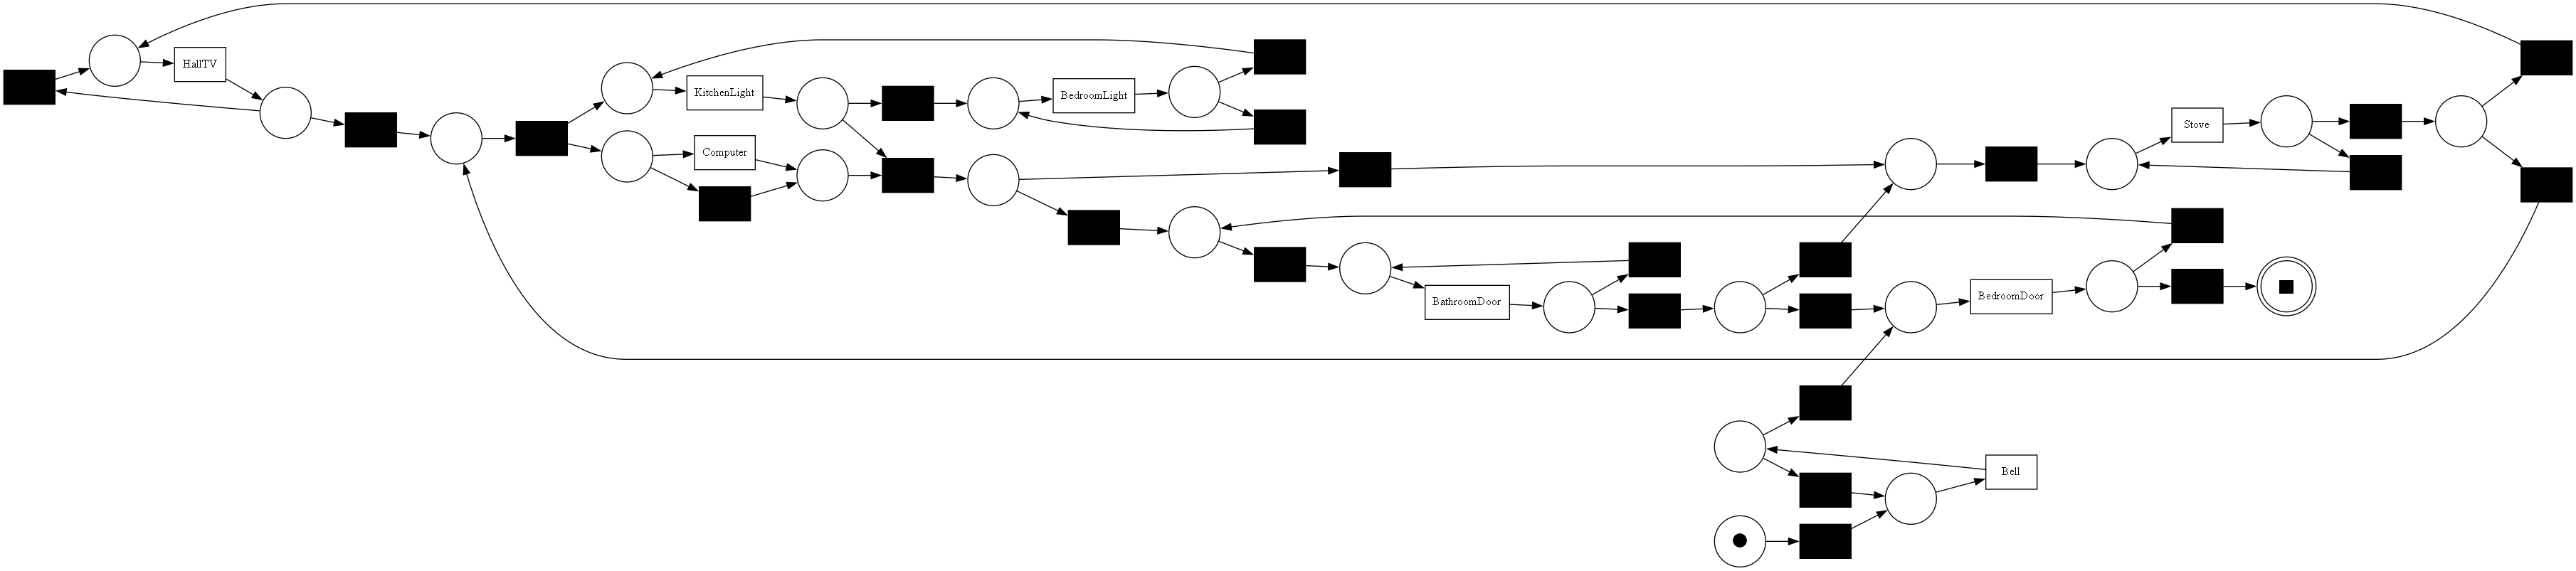 HallTV
KitchenLight
BedroomLight
Computer
Stove
BathroomDoor
BedroomDoor
Bell